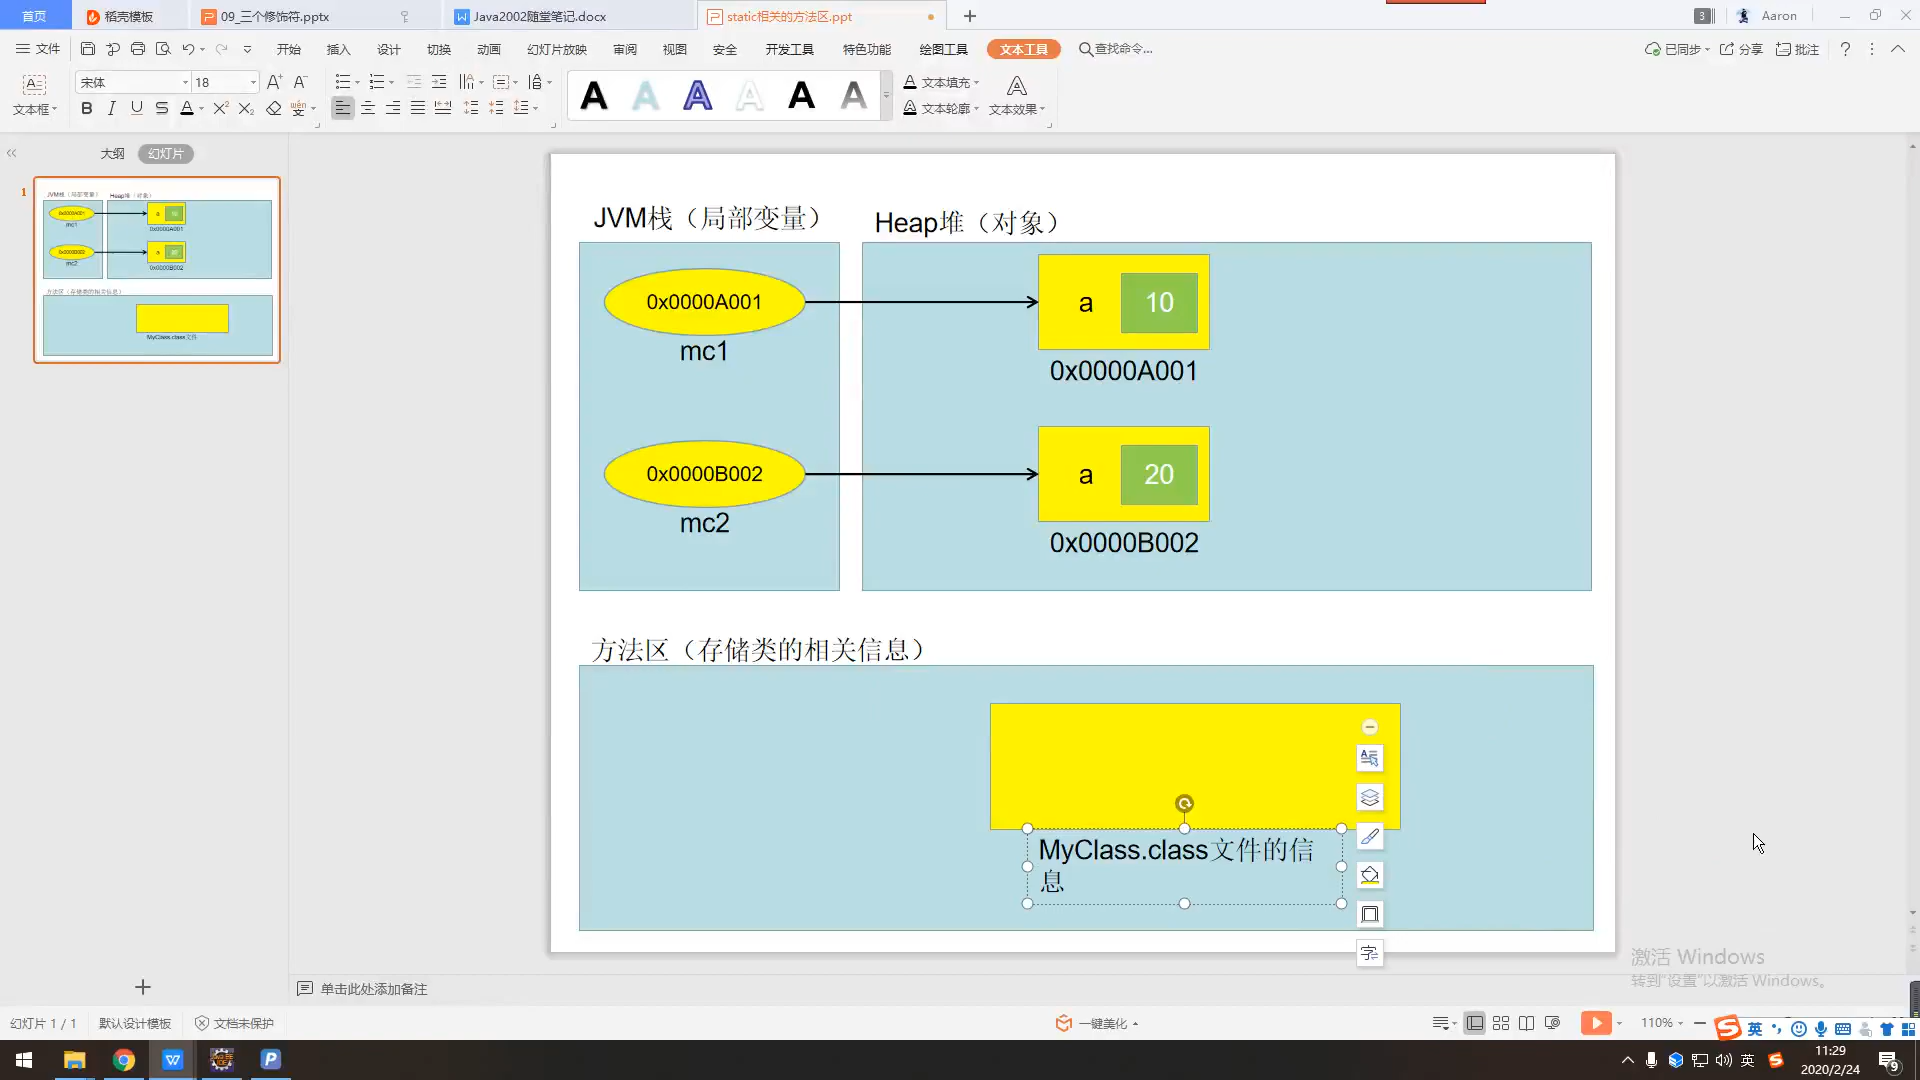 首页
稻壳模板
09_三个修饰符.pptx
Java2002随堂笔记.docx
static相关的方法区.ppt
3
Aaron
文件
开始
插入
设计
切换
动画
幻灯片放映
审阅
视图
安全
开发工具
特色功能
绘图工具
文本工具
查找命令...
已同步
分享
批注
文本框
宋体
18
文本填充
文本轮廓
文本效果
大纲
幻灯片
1
JVM栈（局部变量）
Heap堆（对象）
0x0000A001
mc1
a
10
0x0000A001
0x0000B002
mc2
a
20
0x0000B002
方法区（存储类的相关信息）
MyClass.class文件的信
息
单击此处添加备注
激活 Windows
转到"设置"以激活 Windows。
幻灯片 1 / 1
默认设计模板
文档未保护
一键美化
110%
英
英
11:29
2020/2/24
9